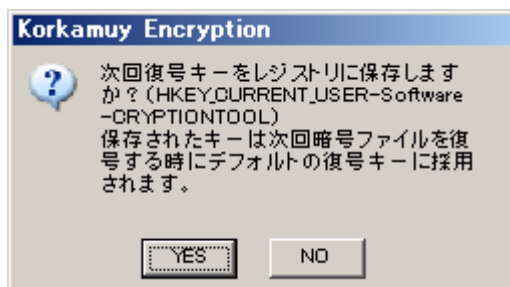 Korkamuy Encryption
次回復号キーをレジストリに保存します
か？(HKEY_CURRENT_USER-Software
-CRYPTIONTOOL)
保存されたキーは次回暗号ファイルを復
号する時にデフォルトの復号キーに採用
されます。
YES NO